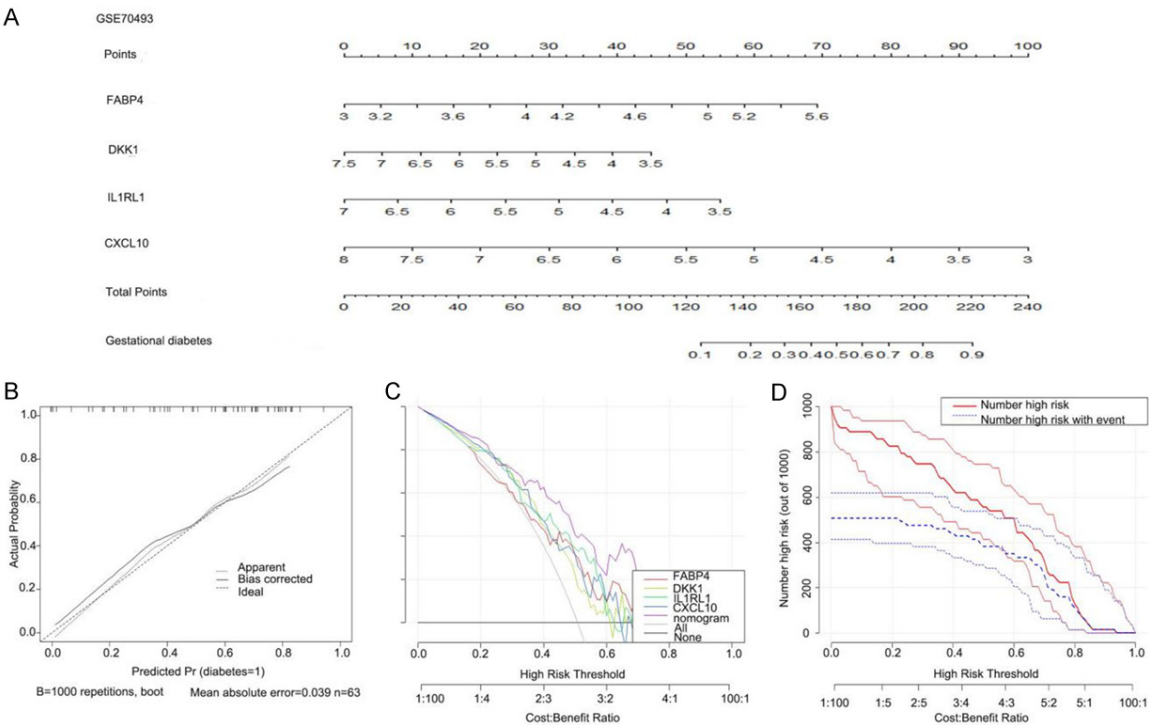 A
GSE70493
Points
0 10 20 30 40 50 60 70 80 90 100
FABP4
3 3.2 3.6 4 4.2 4.6 5 5.2 5.6
DKK1
7.5 7 6.5 6 5.5 5 4.5 4 3.5
IL1RL1
7 6.5 6 5.5 5 4.5 4 3.5
CXCL10
8 7.5 7 6.5 6 5.5 5 4.5 4 3.5 3
Total Points
0 20 40 60 80 100 120 140 160 180 200 220 240
Gestational diabetes
0.1 0.2 0.3 0.4 0.5 0.6 0.7 0.8 0.9
B
Actual Probablity
1.0
0.8
0.6
0.4
0.2
0.0
Apparent
Bias corrected
Ideal
0.0 0.2 0.4 0.6 0.8 1.0
Predicted Pr (diabetes=1)
B=1000 repetitions, boot Mean absolute error=0.039 n=63
C
FABP4
DKK1
IL1RL1
CXCL10
nomogram
All
None
0.0 0.2 0.4 0.6 0.8 1.0
High Risk Threshold
1:100 1:4 2:3 3:2 4:1 100:1
Cost:Benefit Ratio
D
Number high risk
Number high risk with event
Number high risk (out of 1000)
1000
800
600
400
200
0
0.0 0.2 0.4 0.6 0.8 1.0
High Risk Threshold
1:100 1:5 2:5 3:4 4:3 5:2 5:1 100:1
Cost:Benefit Ratio